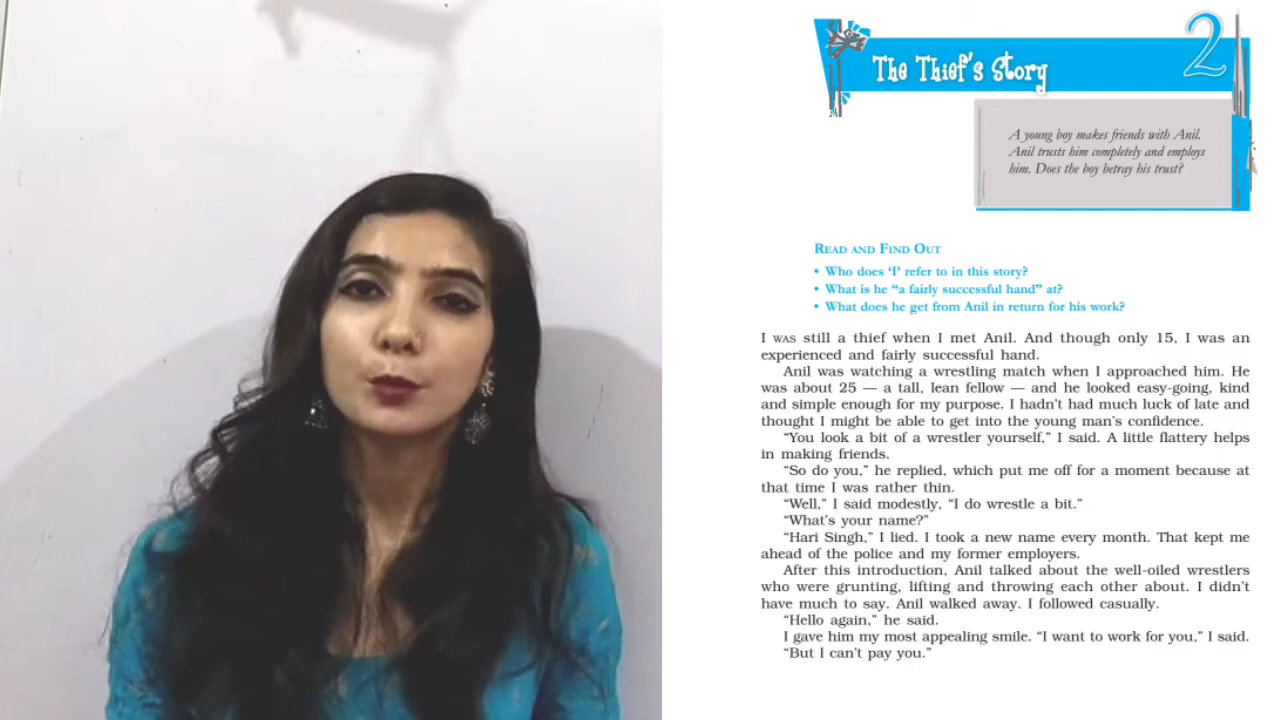 2
The Thief's Story
A young boy makes friends with Anil.
Anil trusts him completely and employs
him. Does the boy betray his trust?
READ AND FIND OUT
• Who does ‘I’ refer to in this story?
• What is he “a fairly successful hand” at?
• What does he get from Anil in return for his work?
I WAS still a thief when I met Anil. And though only 15, I was an
experienced and fairly successful hand.
Anil was watching a wrestling match when I approached him. He
was about 25 — a tall, lean fellow — and he looked easy-going, kind
and simple enough for my purpose. I hadn’t had much luck of late and
thought I might be able to get into the young man’s confidence.
“You look a bit of a wrestler yourself,” I said. A little flattery helps
in making friends.
“So do you,” he replied, which put me off for a moment because at
that time I was rather thin.
“Well,” I said modestly, “I do wrestle a bit.”
“What’s your name?”
“Hari Singh,” I lied. I took a new name every month. That kept me
ahead of the police and my former employers.
After this introduction, Anil talked about the well-oiled wrestlers
who were grunting, lifting and throwing each other about. I didn’t
have much to say. Anil walked away. I followed casually.
“Hello again,” he said.
I gave him my most appealing smile. “I want to work for you,” I said.
“But I can’t pay you.”